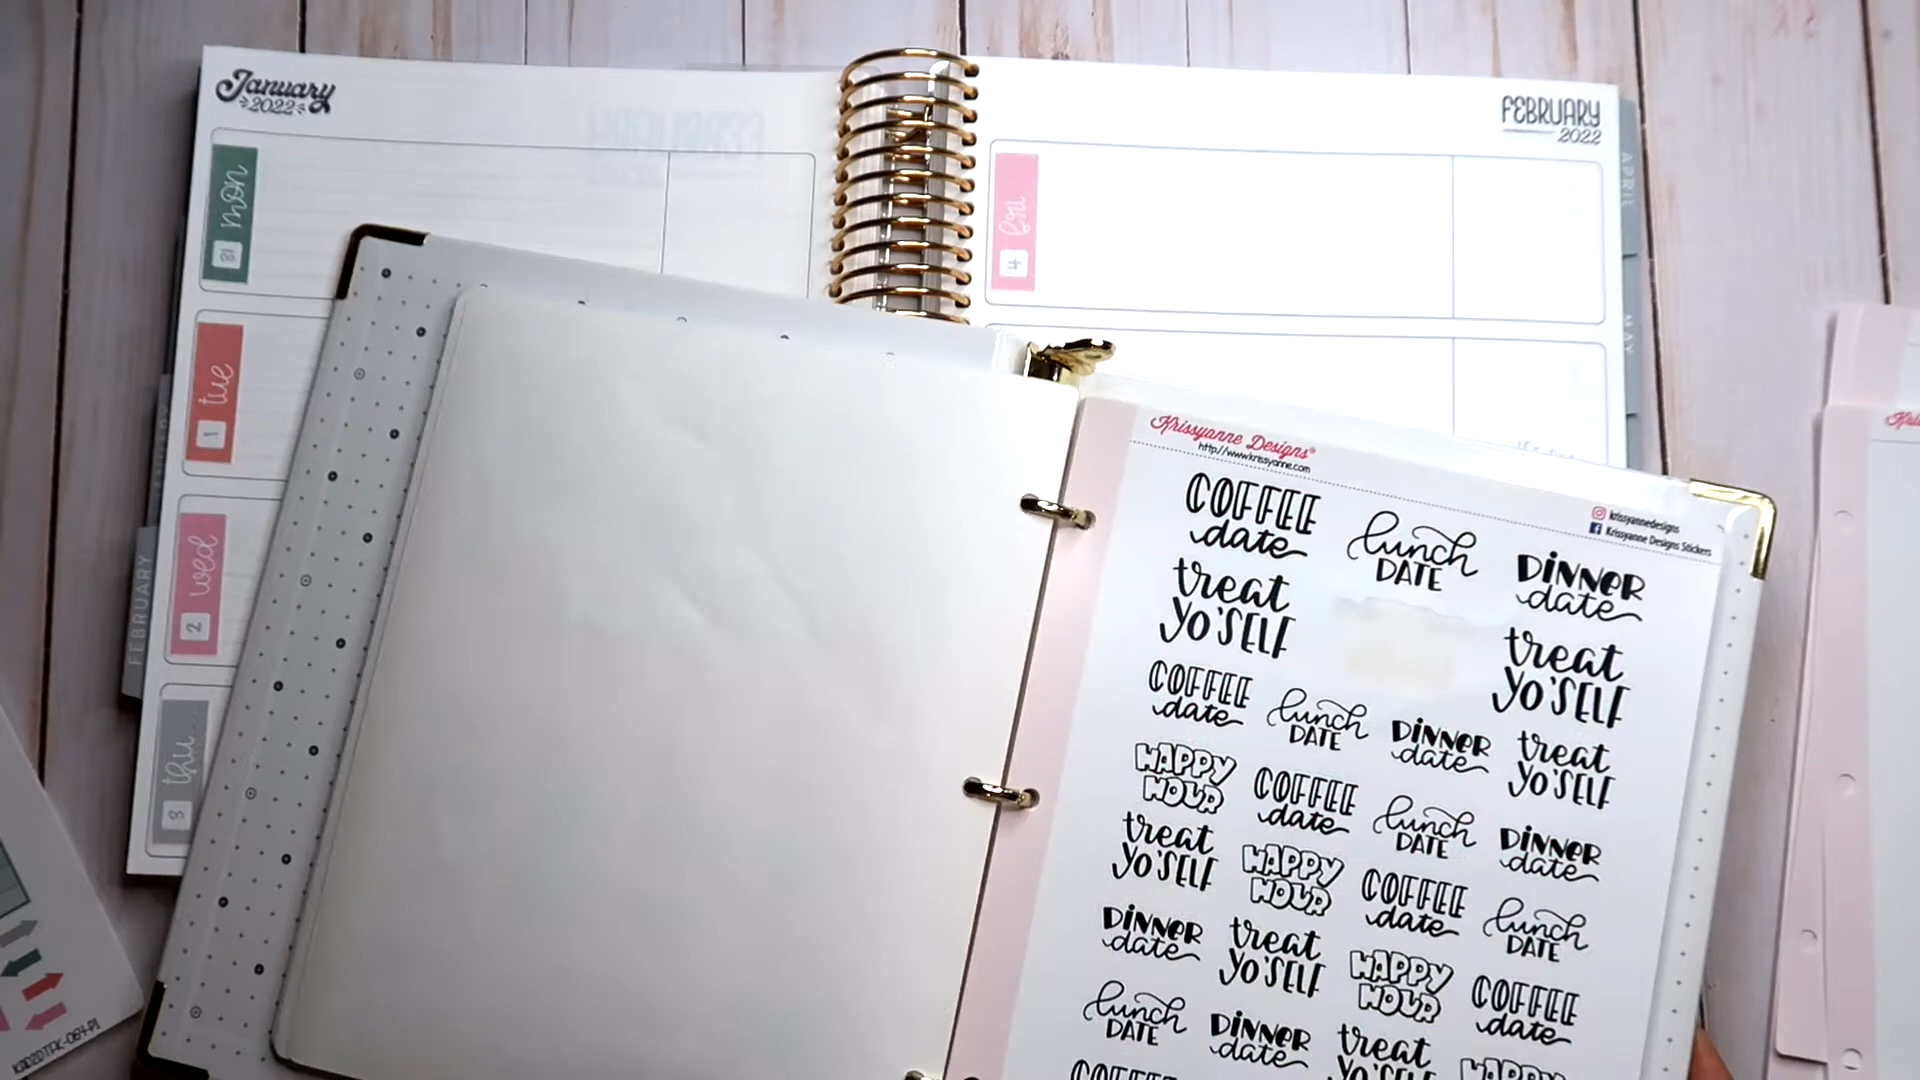 January
2022
FEBRUARY
2022
mon
31
tue
1
wed
2
thu
3
fri
4
FEBRUARY
APRIL
MAY
Krissyanne Designs®
http://www.krissyanne.com
krissyannedesigns
Krissyanne Designs Stickers
COFFEE
date
lunch
DATE
DINNER
date
treat
YO'SELF
treat
YO'SELF
COFFEE
date
lunch
DATE
DINNER
date
treat
YO'SELF
HAPPY
HOUR
COFFEE
date
lunch
DATE
DINNER
date
treat
YO'SELF
HAPPY
HOUR
COFFEE
date
lunch
DATE
DINNER
date
treat
YO'SELF
HAPPY
HOUR
COFFEE
date
lunch
DATE
DINNER
date
treat
YO'SELF
HAPPY
COFFEE